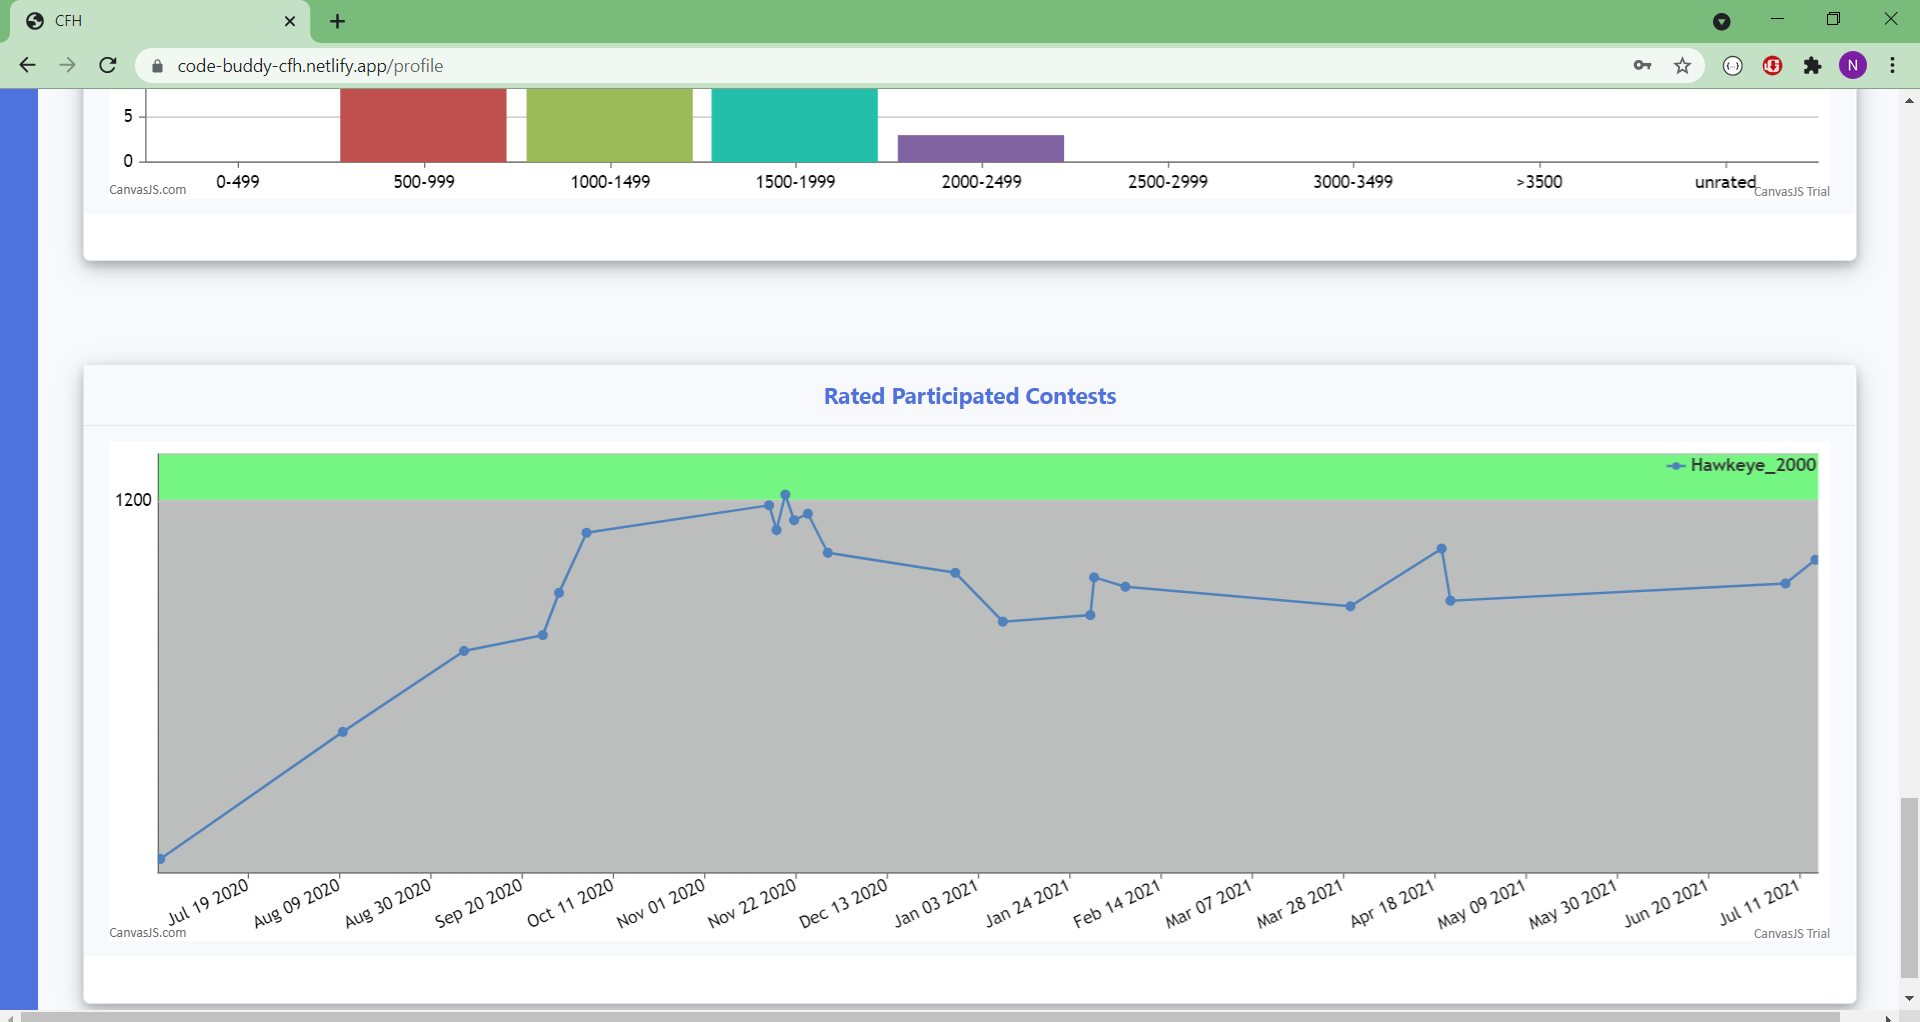 CFH
code-buddy-cfh.netlify.app/profile
N
5
0
0-499 500-999 1000-1499 1500-1999 2000-2499 2500-2999 3000-3499 >3500 unrated
CanvasJS.com CanvasJS Trial
Rated Participated Contests
Hawkeye_2000
1200
Jul 19 2020 Aug 09 2020 Aug 30 2020 Sep 20 2020 Oct 11 2020 Nov 01 2020 Nov 22 2020 Dec 13 2020 Jan 03 2021 Jan 24 2021 Feb 14 2021 Mar 07 2021 Mar 28 2021 Apr 18 2021 May 09 2021 May 30 2021 Jun 20 2021 Jul 11 2021
CanvasJS.com CanvasJS Trial